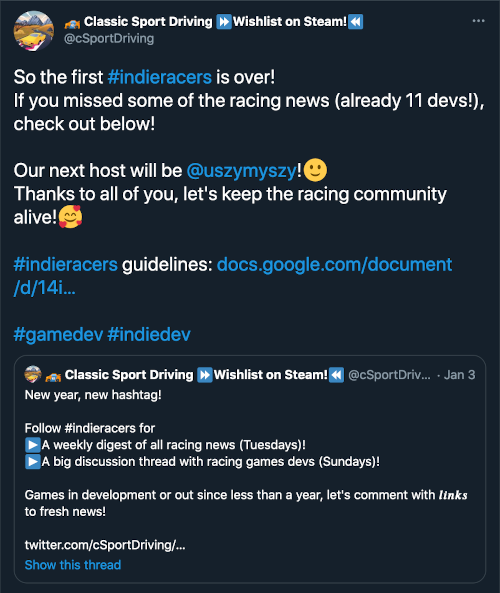 🚕 Classic Sport Driving ⏩Wishlist on Steam!⏪
@cSportDriving
So the first #indieracers is over!
If you missed some of the racing news (already 11 devs!),
check out below!
Our next host will be @uszymyszy!🙂
Thanks to all of you, let's keep the racing community
alive!🥰
#indieracers guidelines: docs.google.com/document
/d/14i...
#gamedev #indiedev
🚕 Classic Sport Driving ⏩Wishlist on Steam!⏪ @cSportDriv... · Jan 3
New year, new hashtag!
Follow #indieracers for
▶️A weekly digest of all racing news (Tuesdays)!
▶️A big discussion thread with racing games devs (Sundays)!
Games in development or out since less than a year, let's comment with 𝒍𝒊𝒏𝒌𝒔
to fresh news!
twitter.com/cSportDriving/...
Show this thread